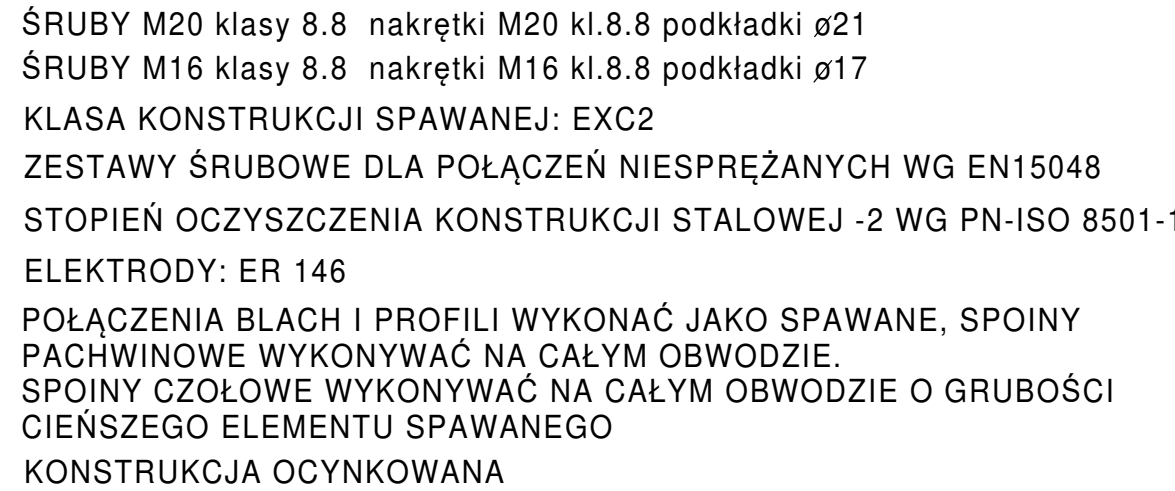 ŚRUBY M20 klasy 8.8 nakrętki M20 kl.8.8 podkładki ø21
ŚRUBY M16 klasy 8.8 nakrętki M16 kl.8.8 podkładki ø17
KLASA KONSTRUKCJI SPAWANEJ: EXC2
ZESTAWY ŚRUBOWE DLA POŁĄCZEŃ NIESPRĘŻANYCH WG EN15048
STOPIEŃ OCZYSZCZENIA KONSTRUKCJI STALOWEJ -2 WG PN-ISO 8501-1
ELEKTRODY: ER 146
POŁĄCZENIA BLACH I PROFILI WYKONAĆ JAKO SPAWANE, SPOINY
PACHWINOWE WYKONYWAĆ NA CAŁYM OBWODZIE.
SPOINY CZOŁOWE WYKONYWAĆ NA CAŁYM OBWODZIE O GRUBOŚCI
CIEŃSZEGO ELEMENTU SPAWANEGO
KONSTRUKCJA OCYNKOWANA